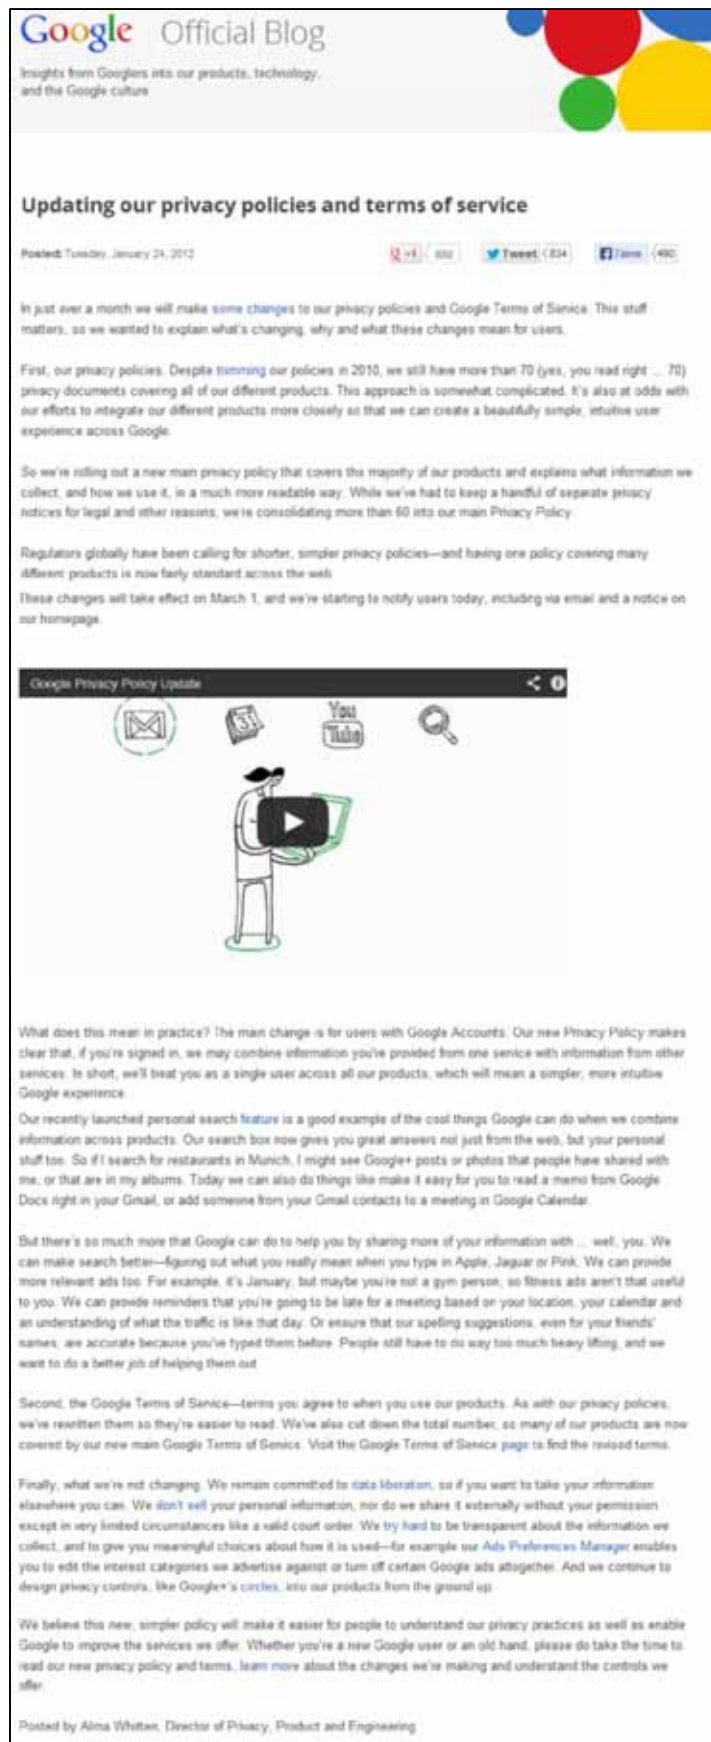 Google Official Blog
Insights from Googlers into our products, technology,
and the Google culture
Updating our privacy policies and terms of service
Posted: Tuesday, January 24, 2012
Tweet 834
J'aime 490
In just over a month we will make some changes to our privacy policies and Google Terms of Service. This stuff
matters, so we wanted to explain what's changing, why and what these changes mean for users.
First, our privacy policies. Despite trimming our policies in 2010, we still have more than 70 (yes, you read right ... 70)
privacy documents covering all of our different products. This approach is somewhat complicated. It's also at odds with
our efforts to integrate our different products more closely so that we can create a beautifully simple, intuitive user
experience across Google.
So we're rolling out a new main privacy policy that covers the majority of our products and explains what information we
collect, and how we use it, in a much more readable way. While we've had to keep a handful of separate privacy
notices for legal and other reasons, we're consolidating more than 60 into our main Privacy Policy.
Regulators globally have been calling for shorter, simpler privacy policies—and having one policy covering many
different products is now fairly standard across the web.
These changes will take effect on March 1, and we're starting to notify users today, including via email and a notice on
our homepage.
Google Privacy Policy Update
31
You
Tube
What does this mean in practice? The main change is for users with Google Accounts. Our new Privacy Policy makes
clear that, if you're signed in, we may combine information you've provided from one service with information from other
services. In short, we'll treat you as a single user across all our products, which will mean a simpler, more intuitive
Google experience.
Our recently launched personal search feature is a good example of the cool things Google can do when we combine
information across products. Our search box now gives you great answers not just from the web, but your personal
stuff too. So if I search for restaurants in Munich, I might see Google+ posts or photos that people have shared with
me, or that are in my albums. Today we can also do things like make it easy for you to read a memo from Google
Docs right in your Gmail, or add someone from your Gmail contacts to a meeting in Google Calendar.
But there's so much more that Google can do to help you by sharing more of your information with ... well, you. We
can make search better—figuring out what you really mean when you type in Apple, Jaguar or Pink. We can provide
more relevant ads too. For example, it's January, but maybe you're not a gym person, so fitness ads aren't that useful
to you. We can provide reminders that you're going to be late for a meeting based on your location, your calendar and
an understanding of what the traffic is like that day. Or ensure that our spelling suggestions, even for your friends'
names, are accurate because you've typed them before. People still have to do way too much heavy lifting, and we
want to do a better job of helping them out.
Second, the Google Terms of Service—terms you agree to when you use our products. As with our privacy policies,
we've rewritten them so they're easier to read. We've also cut down the total number, so many of our products are now
covered by our new main Google Terms of Service. Visit the Google Terms of Service page to find the revised terms.
Finally, what we're not changing. We remain committed to data liberation, so if you want to take your information
elsewhere you can. We don't sell your personal information, nor do we share it externally without your permission
except in very limited circumstances like a valid court order. We try hard to be transparent about the information we
collect, and to give you meaningful choices about how it is used—for example our Ads Preferences Manager enables
you to edit the interest categories we advertise against or turn off certain Google ads altogether. And we continue to
design privacy controls, like Google+'s circles, into our products from the ground up.
We believe this new, simpler policy will make it easier for people to understand our privacy practices as well as enable
Google to improve the services we offer. Whether you're a new Google user or an old hand, please do take the time to
read our new privacy policy and terms, learn more about the changes we're making and understand the controls we
offer.
Posted by Alma Whitten, Director of Privacy, Product and Engineering